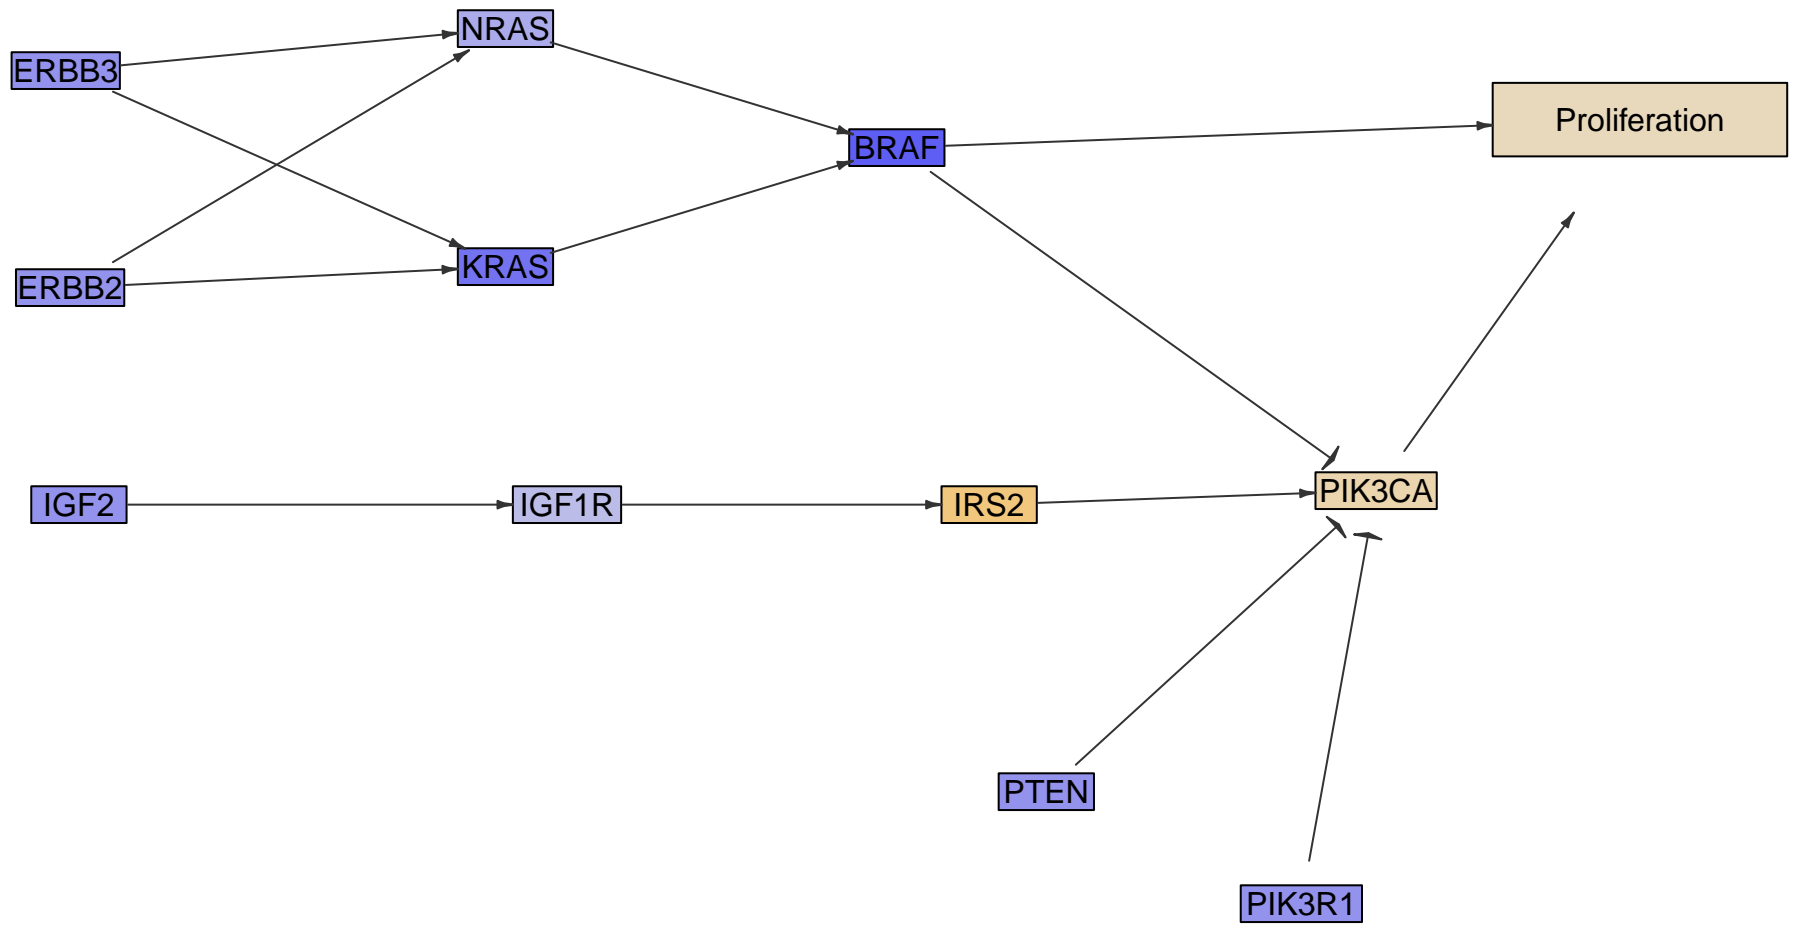 NRAS
ERBB3
Proliferation
BRAF
KRAS
ERBB2
PIK3CA
IGF2
IGF1R
IRS2
PTEN
PIK3R1